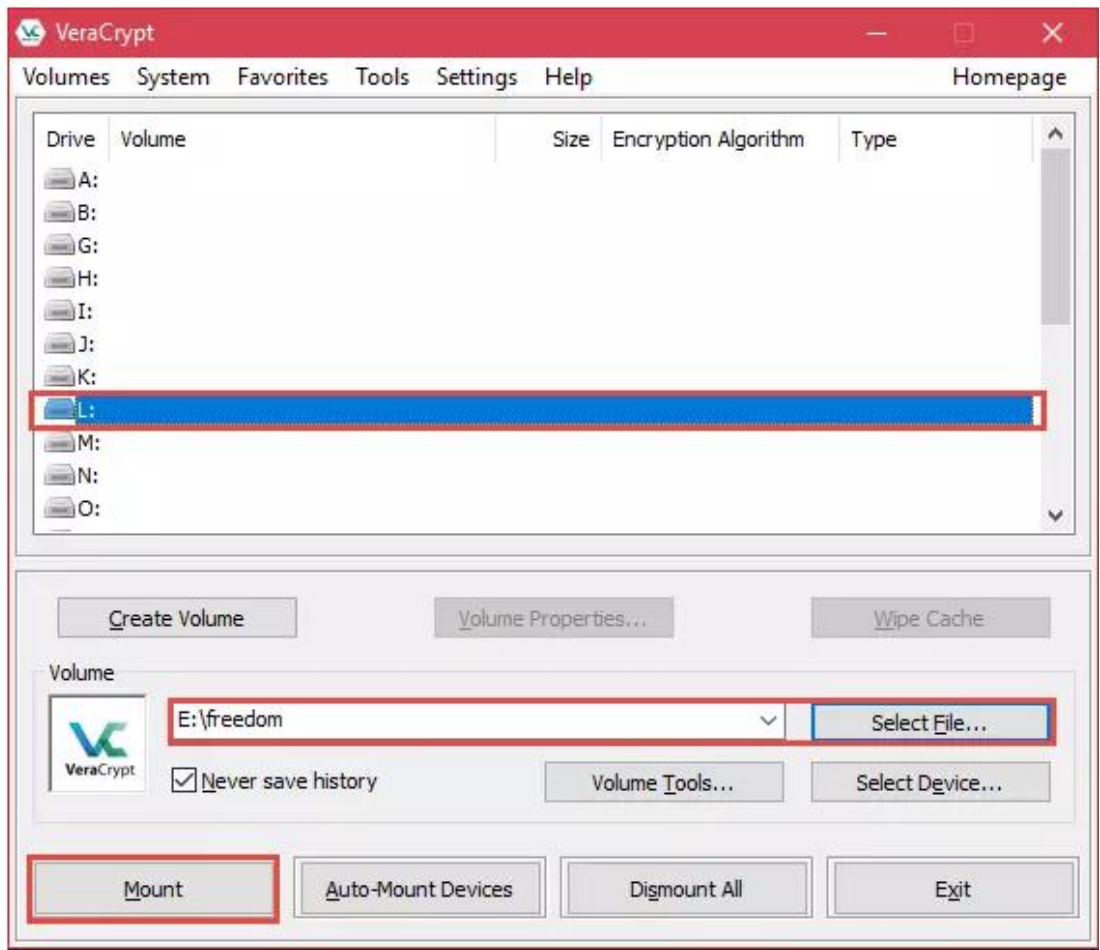 VeraCrypt
Volumes System Favorites Tools Settings Help Homepage
Drive Volume Size Encryption Algorithm Type
A:
B:
G:
H:
I:
J:
K:
L:
M:
N:
O:
Create Volume Volume Properties... Wipe Cache
Volume
E:\freedom Select File...
VeraCrypt
Never save history Volume Tools... Select Device...
Mount Auto-Mount Devices Dismount All Exit